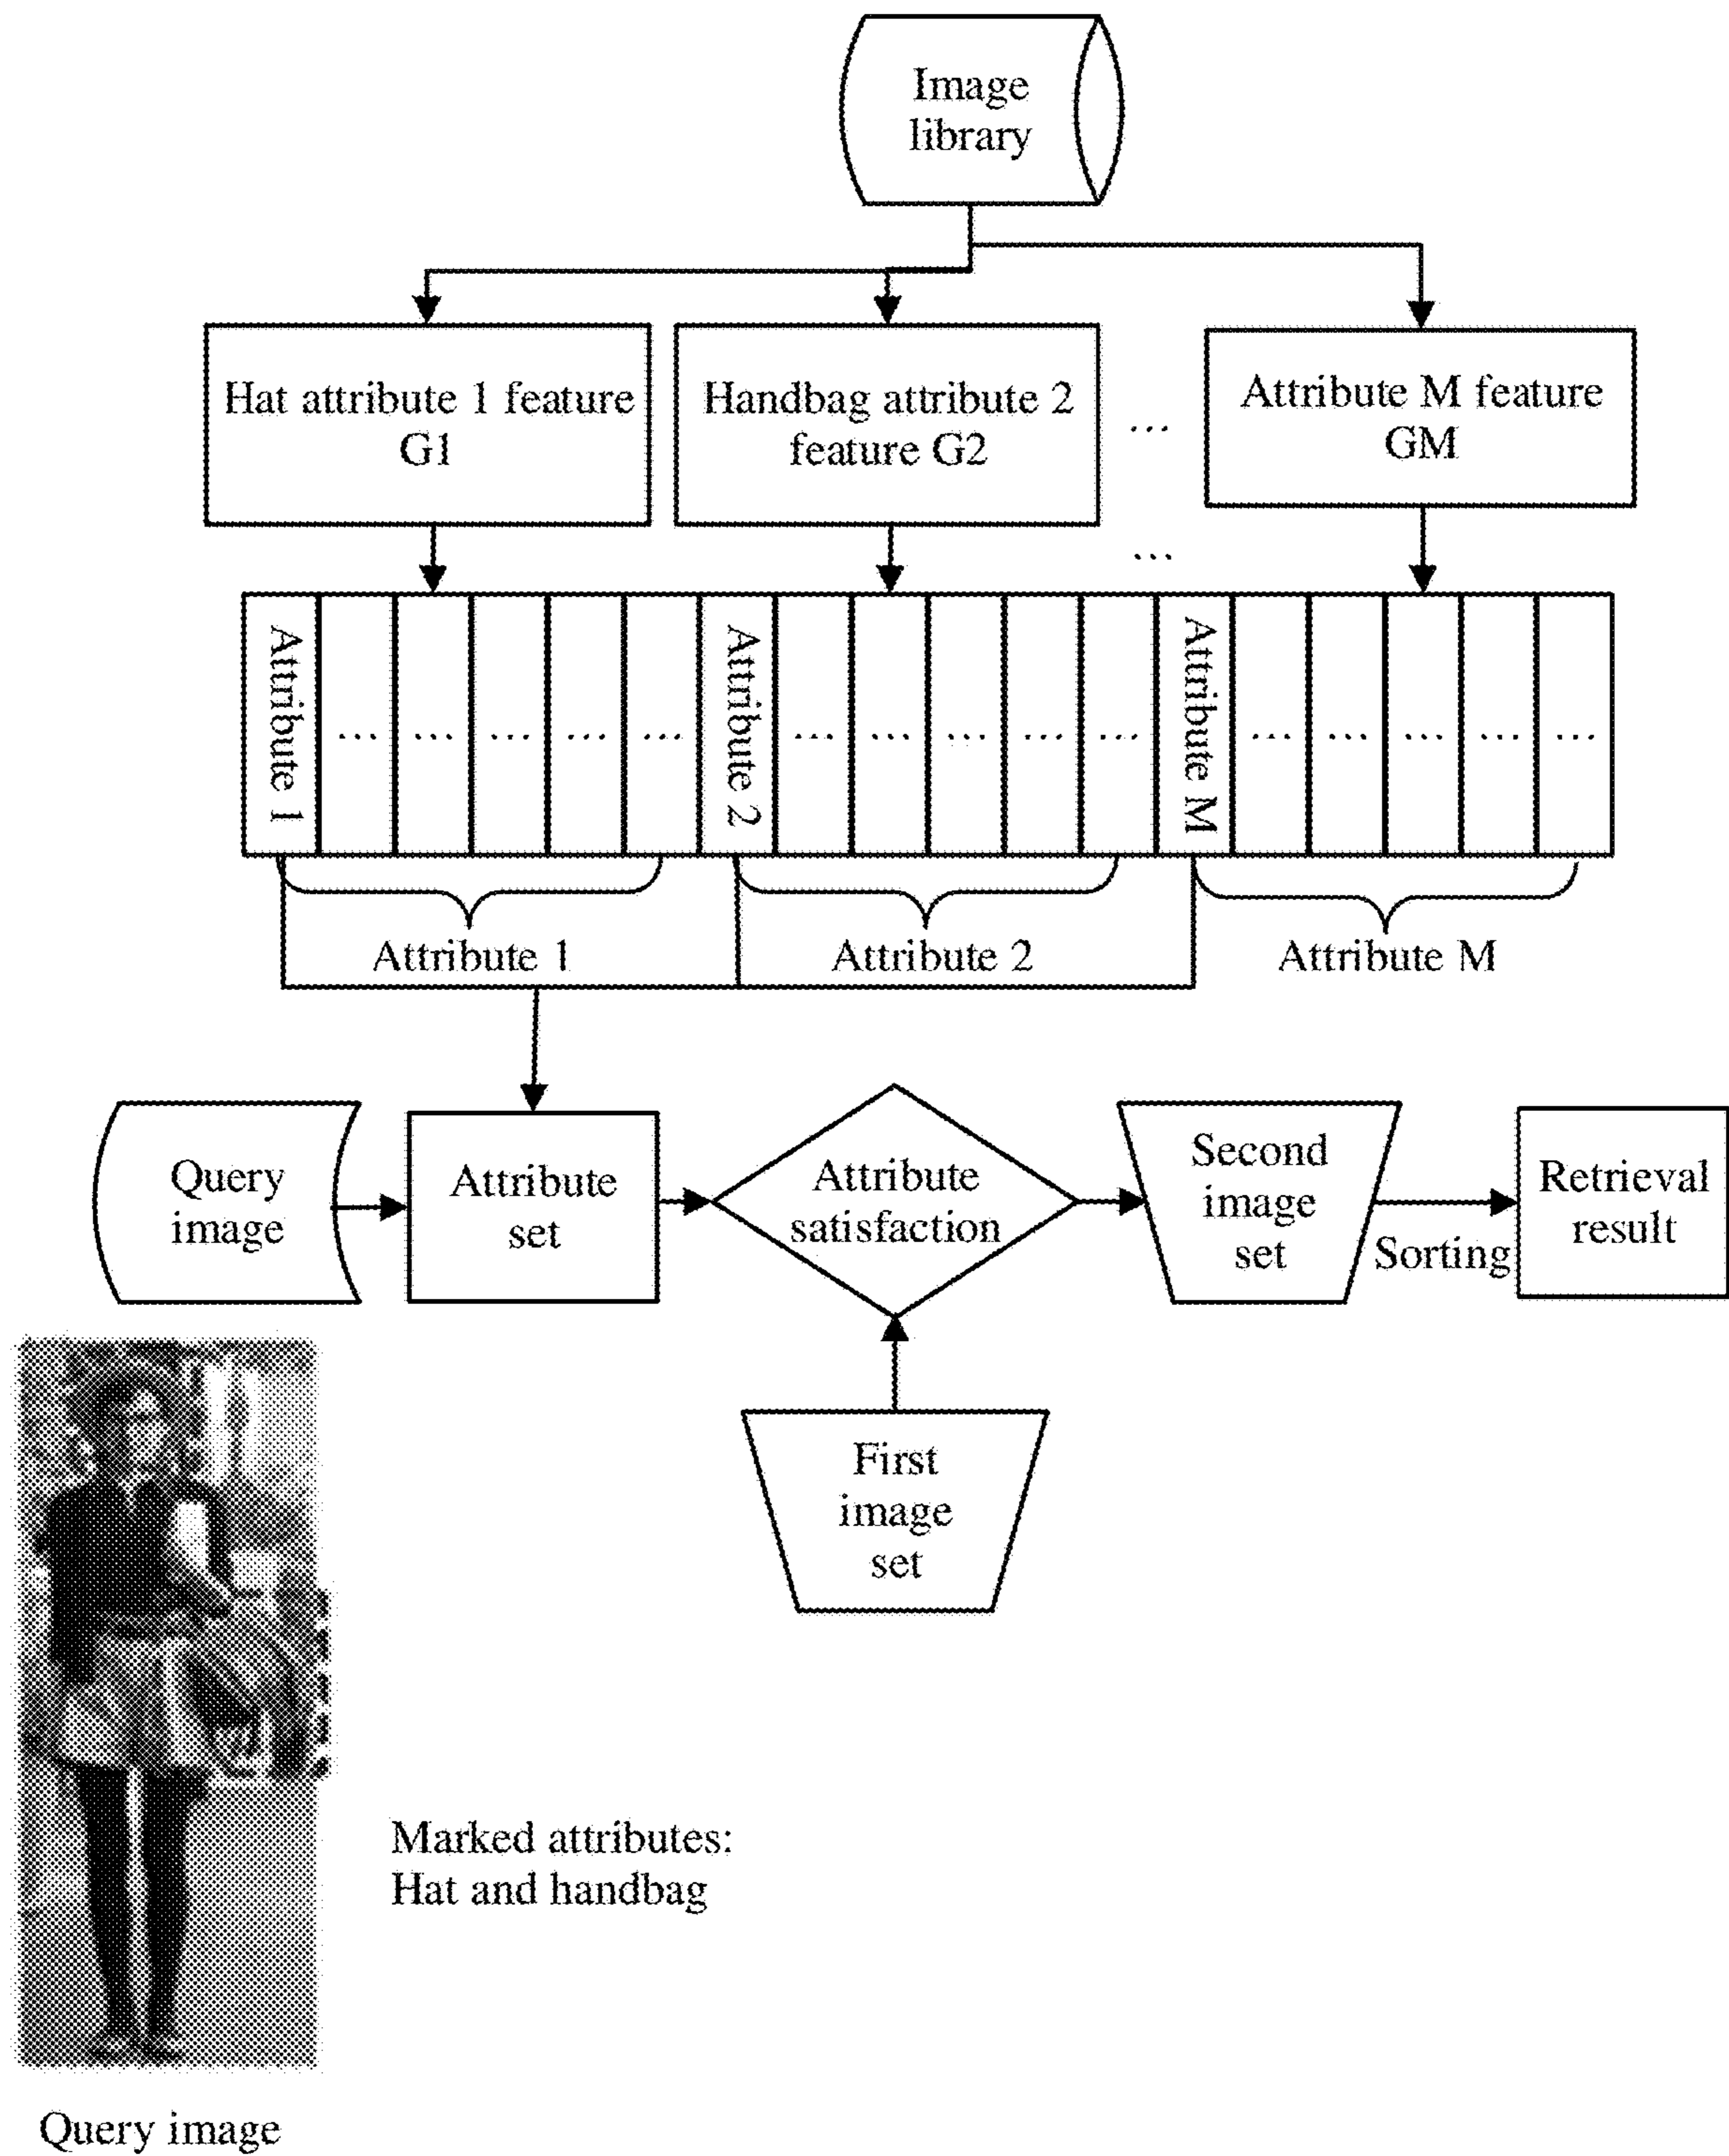 Image
library
Hat attribute 1 feature
G1
Handbag attribute 2
feature G2
...
Attribute M feature
GM
...
Attribute 1
...
...
...
...
...
Attribute 2
...
...
...
...
...
Attribute M
...
...
...
...
...
Attribute 1
Attribute 2
Attribute M
Query
image
Attribute
set
Attribute
satisfaction
Second
image
set
Sorting
Retrieval
result
First
image
set
Marked attributes:
Hat and handbag
Query image